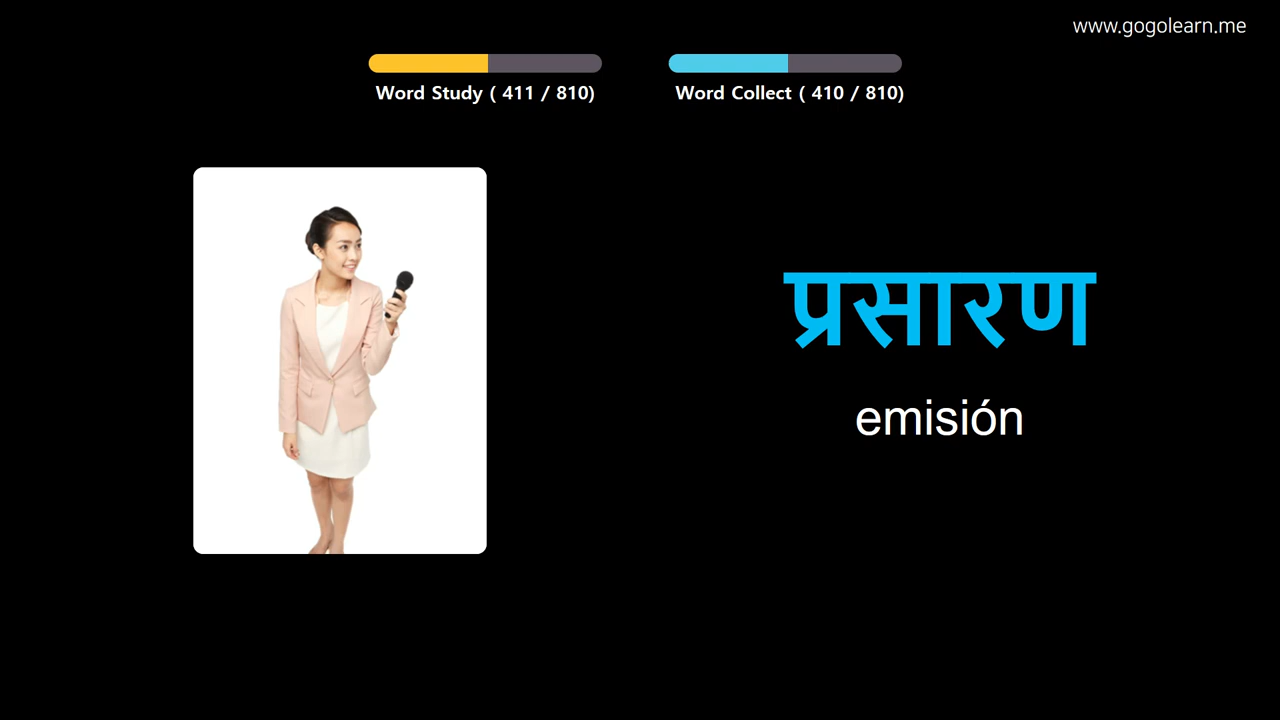 www.gogolearn.me
Word Study ( 411 / 810)
Word Collect ( 410 / 810)
प्रसारण
emisión